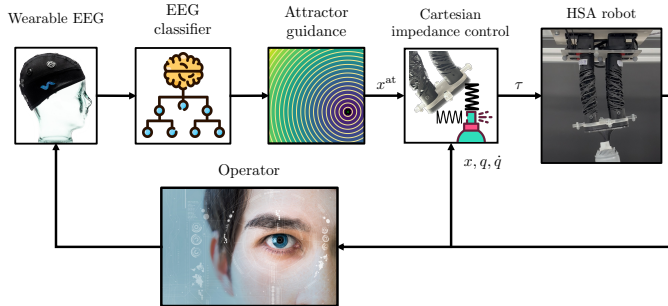 Wearable EEG
EEG
classifier
Attractor
guidance
Cartesian
impedance control
HSA robot
x^at
τ
x, q, q̇
Operator